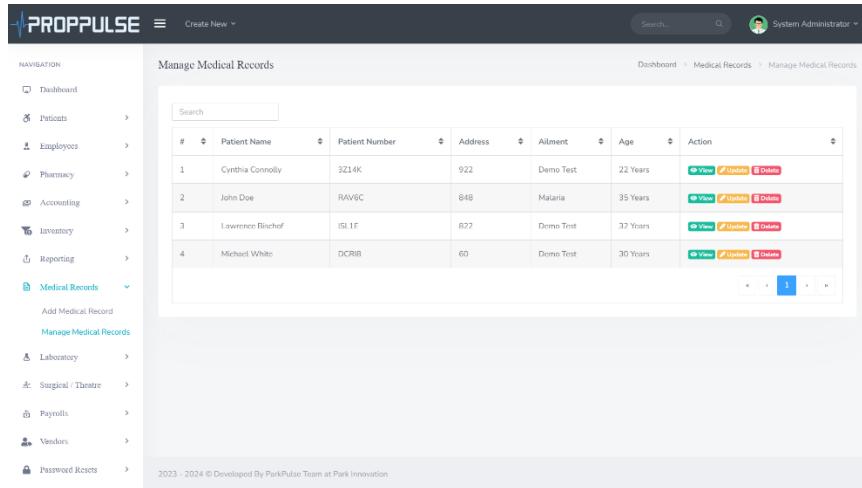 PROPPULSE
Create New
Search...
System Administrator
NAVIGATION
Dashboard
Patients
Employees
Pharmacy
Accounting
Inventory
Reporting
Medical Records
Add Medical Record
Manage Medical Records
Laboratory
Surgical / Theatre
Payrolls
Vendors
Password Resets
Manage Medical Records
Dashboard > Medical Records > Manage Medical Records
Search
# Patient Name Patient Number Address Ailment Age Action
1 Cynthia Connolly 3Z14K 922 Demo Test 22 Years View Update Delete
2 John Doe RAV6C 848 Malaria 35 Years View Update Delete
3 Lawrence Bischof 822 Demo Test 32 Years View Update Delete
4 Michael White DCRI8 60 Demo Test 30 Years View Update Delete
« ‹ 1 › »
2023 - 2024 © Developed By ParkPulse Team at Park Innovation